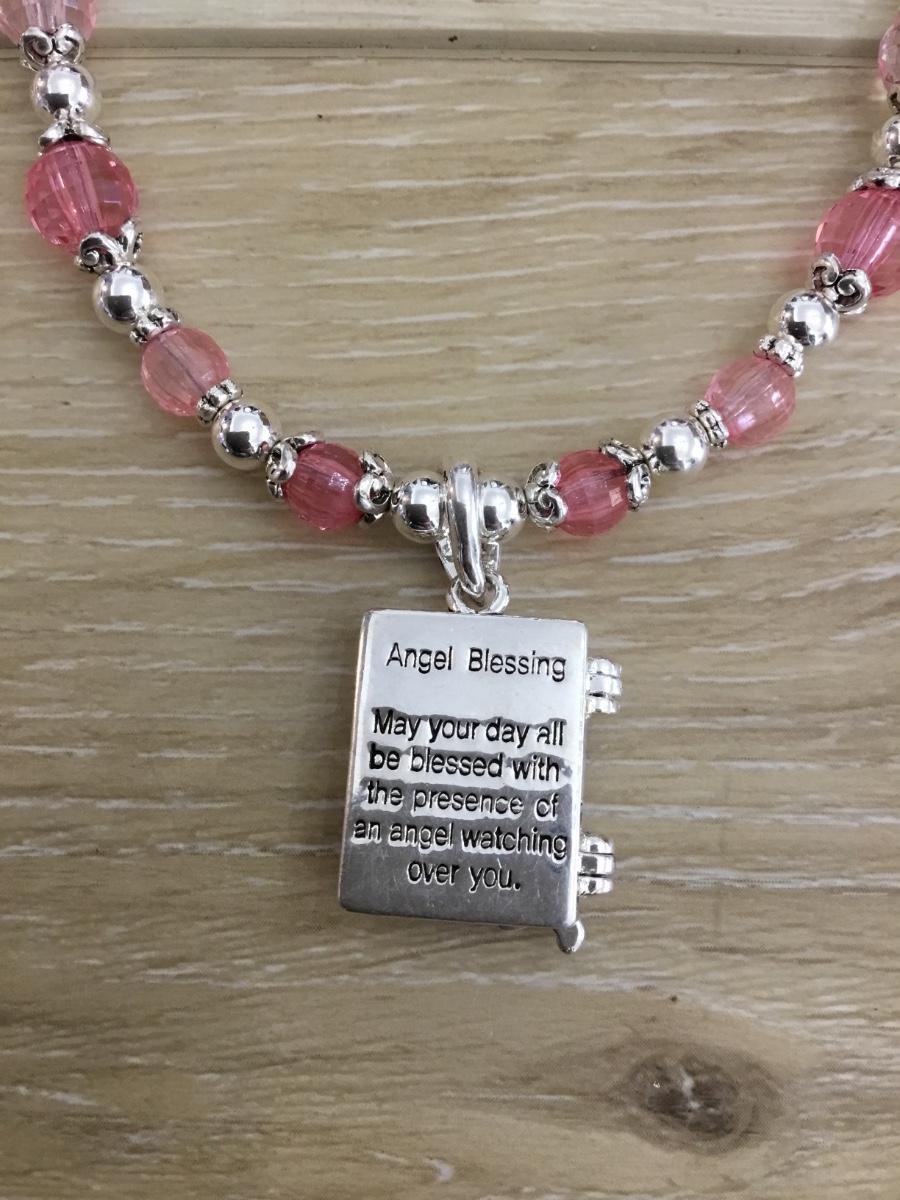 Angel Blessing
May your day all
be blessed with
the presence of
an angel watching
over you.